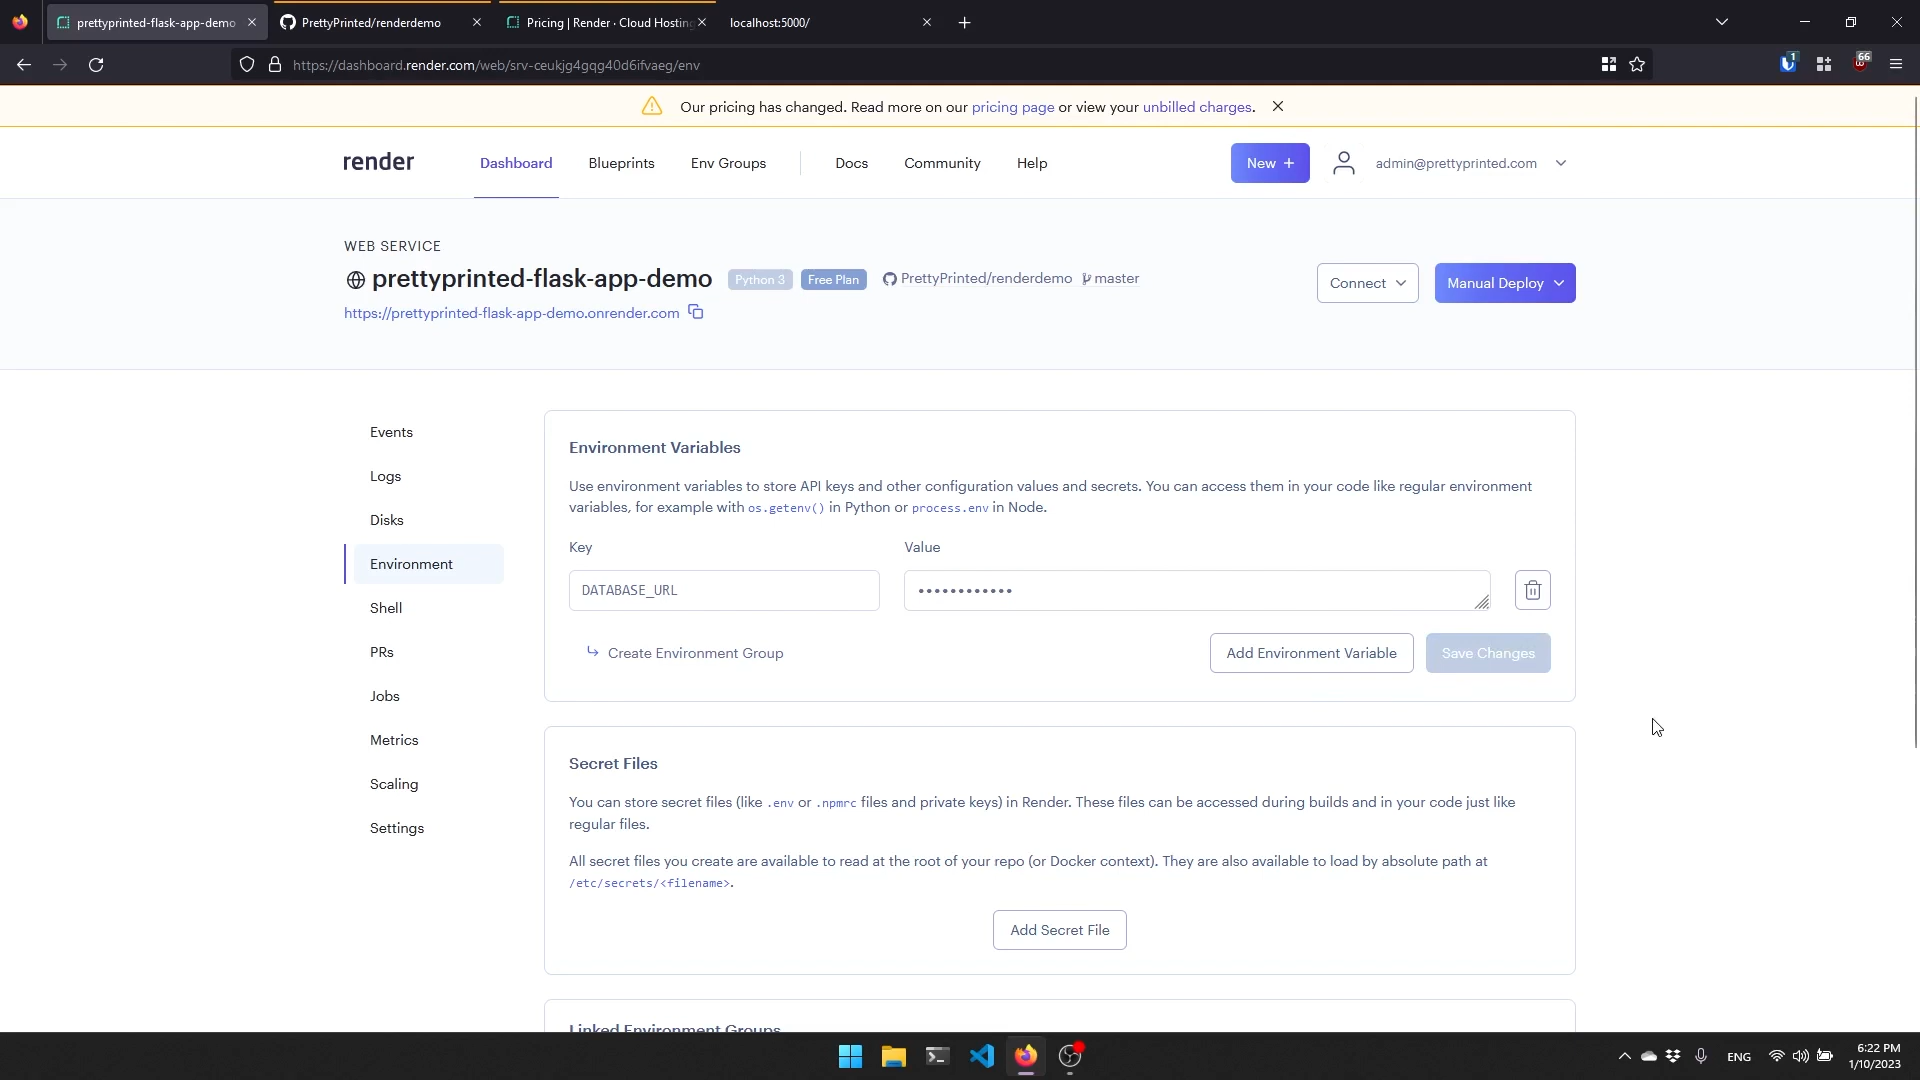 prettyprinted-flask-app-demo
PrettyPrinted/renderdemo
Pricing | Render · Cloud Hosting
localhost:5000/
https://dashboard.render.com/web/srv-ceukjg4gqg40d6ifvaeg/env
1
66
Our pricing has changed. Read more on our pricing page or view your unbilled charges.
render
Dashboard
Blueprints
Env Groups
Docs
Community
Help
New +
admin@prettyprinted.com
WEB SERVICE
prettyprinted-flask-app-demo
Python 3
Free Plan
PrettyPrinted/renderdemo
master
Connect
Manual Deploy
https://prettyprinted-flask-app-demo.onrender.com
Events
Logs
Disks
Environment
Shell
PRs
Jobs
Metrics
Scaling
Settings
Environment Variables
Use environment variables to store API keys and other configuration values and secrets. You can access them in your code like regular environment
variables, for example with os.getenv() in Python or process.env in Node.
Key
Value
DATABASE_URL
••••••••••••
Create Environment Group
Add Environment Variable
Save Changes
Secret Files
You can store secret files (like .env or .npmrc files and private keys) in Render. These files can be accessed during builds and in your code just like
regular files.
All secret files you create are available to read at the root of your repo (or Docker context). They are also available to load by absolute path at
/etc/secrets/<filename>.
Add Secret File
Linked Environment Groups
ENG
6:22 PM
1/10/2023